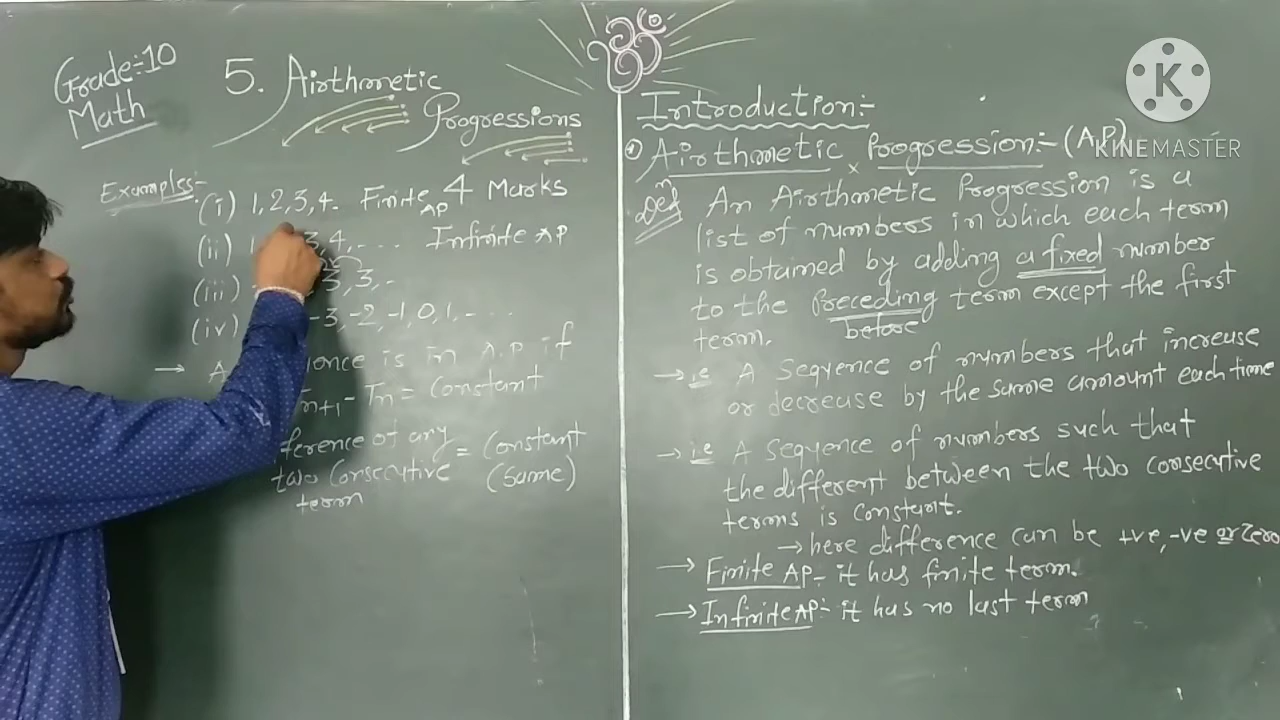 Grade:-10
Math
5. Airthmetic
Progressions
4 Marks
Examples:-
(i) 1, 2, 3, 4. Finite AP
(ii) 1, 3, 4, . . . . Infinite AP
(iii) 3, 3, .
(iv) -3, -2, -1, 0, 1, - . . .
→ A is in A.P if
n+1 - Tn = Constant
ference of any
two consecutive
term
= Constant
(Same)
Introduction:-
Airthmetic Progression:- (AP)
Defn An Airthmetic Progression is a
list of numbers in which each term
is obtained by adding a fixed number
to the Preceding term except the first
before
term.
→ i.e A Sequence of numbers that increase
or decrease by the same amount each time
→ i.e A Sequence of numbers such that
the different between the two consecutive
terms is constant.
→ here difference can be +ve, -ve or zero
→ Finite AP- it has finite term.
→ Infinite AP:- it has no last term
K
KINEMASTER